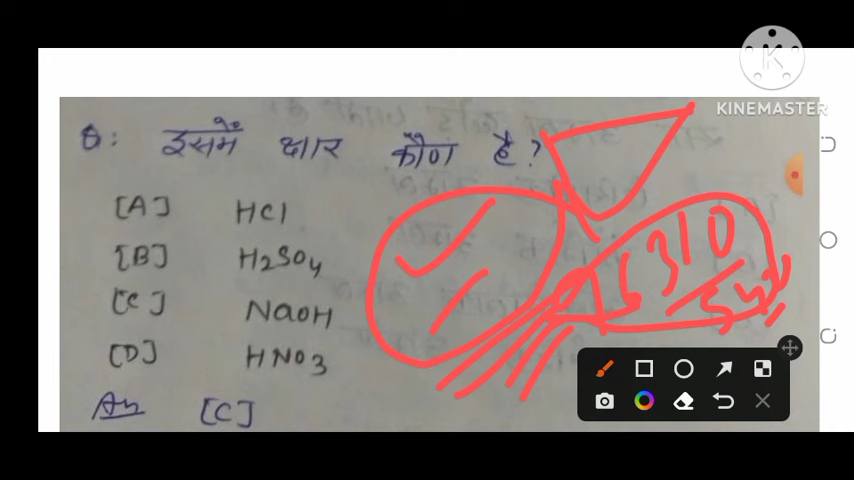 KINEMASTER
Q: इसमें क्षार कौण है?
[A] HCl
[B] H2SO4
[C] NaOH
[D] HNO3
Ans [C]